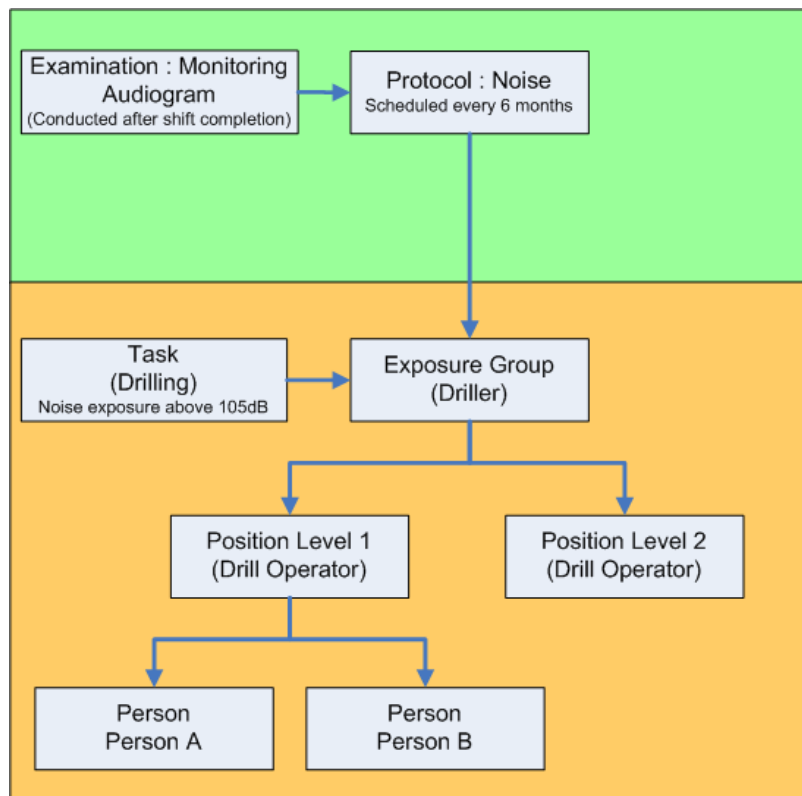 Examination : Monitoring
Audiogram
(Conducted after shift completion)
Protocol : Noise
Scheduled every 6 months
Task
(Drilling)
Noise exposure above 105dB
Exposure Group
(Driller)
Position Level 1
(Drill Operator)
Position Level 2
(Drill Operator)
Person
Person A
Person
Person B